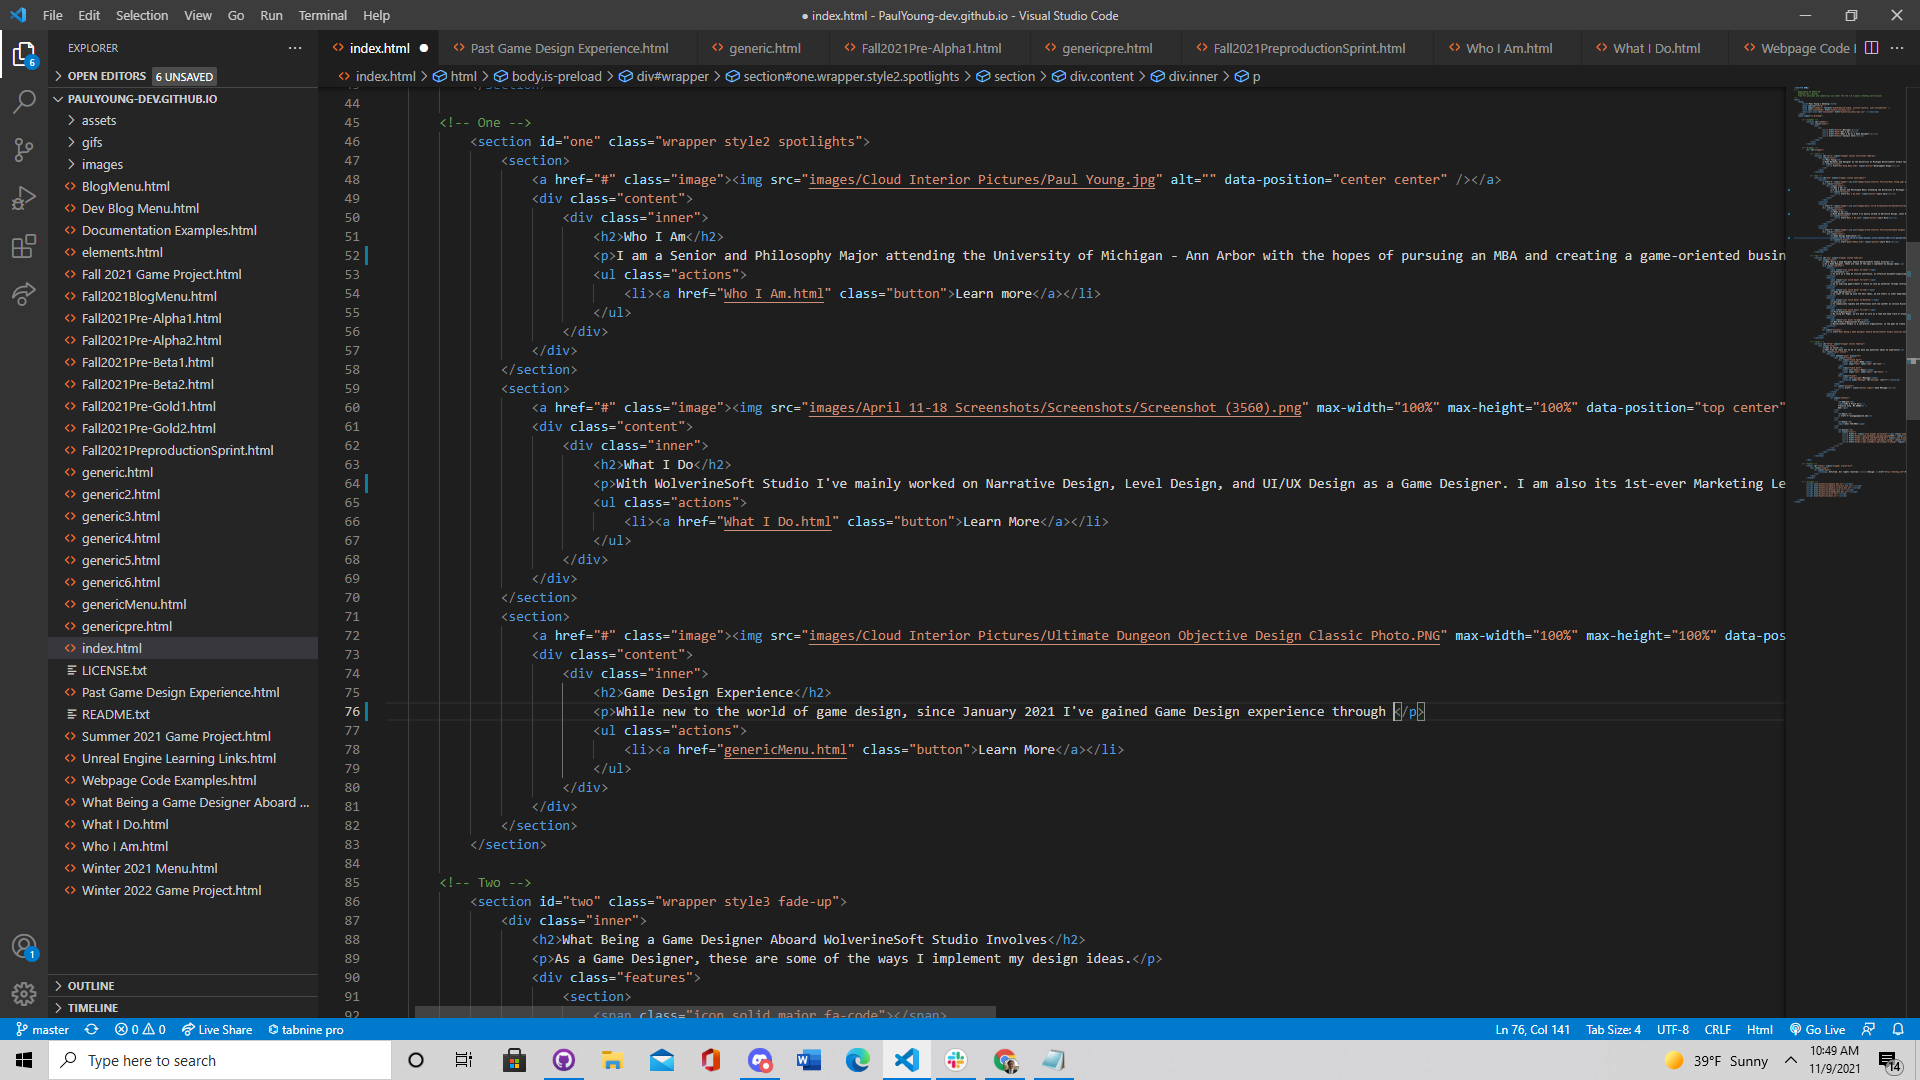 File Edit Selection View Go Run Terminal Help
● index.html - PaulYoung-dev.github.io - Visual Studio Code
EXPLORER
index.html Past Game Design Experience.html generic.html Fall2021Pre-Alpha1.html genericpre.html Fall2021PreproductionSprint.html Who I Am.html What I Do.html Webpage Code
OPEN EDITORS 6 UNSAVED
index.html > html > body.is-preload > div#wrapper > section#one.wrapper.style2.spotlights > section > div.content > div.inner > p
PAULYOUNG-DEV.GITHUB.IO
assets
gifs
images
BlogMenu.html
Dev Blog Menu.html
Documentation Examples.html
elements.html
Fall 2021 Game Project.html
Fall2021BlogMenu.html
Fall2021Pre-Alpha1.html
Fall2021Pre-Alpha2.html
Fall2021Pre-Beta1.html
Fall2021Pre-Beta2.html
Fall2021Pre-Gold1.html
Fall2021Pre-Gold2.html
Fall2021PreproductionSprint.html
generic.html
generic2.html
generic3.html
generic4.html
generic5.html
generic6.html
genericMenu.html
genericpre.html
index.html
LICENSE.txt
Past Game Design Experience.html
README.txt
Summer 2021 Game Project.html
Unreal Engine Learning Links.html
Webpage Code Examples.html
What Being a Game Designer Aboard ...
What I Do.html
Who I Am.html
Winter 2021 Menu.html
Winter 2022 Game Project.html
OUTLINE
TIMELINE
6
1
43 </section>
44
45 <!-- One -->
46 <section id="one" class="wrapper style2 spotlights">
47 <section>
48 <a href="#" class="image"><img src="images/Cloud Interior Pictures/Paul Young.jpg" alt="" data-position="center center" /></a>
49 <div class="content">
50 <div class="inner">
51 <h2>Who I Am</h2>
52 <p>I am a Senior and Philosophy Major attending the University of Michigan - Ann Arbor with the hopes of pursuing an MBA and creating a game-oriented busin
53 <ul class="actions">
54 <li><a href="Who I Am.html" class="button">Learn more</a></li>
55 </ul>
56 </div>
57 </div>
58 </section>
59 <section>
60 <a href="#" class="image"><img src="images/April 11-18 Screenshots/Screenshots/Screenshot (3560).png" max-width="100%" max-height="100%" data-position="top center"
61 <div class="content">
62 <div class="inner">
63 <h2>What I Do</h2>
64 <p>With WolverineSoft Studio I've mainly worked on Narrative Design, Level Design, and UI/UX Design as a Game Designer. I am also its 1st-ever Marketing Le
65 <ul class="actions">
66 <li><a href="What I Do.html" class="button">Learn More</a></li>
67 </ul>
68 </div>
69 </div>
70 </section>
71 <section>
72 <a href="#" class="image"><img src="images/Cloud Interior Pictures/Ultimate Dungeon Objective Design Classic Photo.PNG" max-width="100%" max-height="100%" data-pos
73 <div class="content">
74 <div class="inner">
75 <h2>Game Design Experience</h2>
76 <p>While new to the world of game design, since January 2021 I've gained Game Design experience through </p>
77 <ul class="actions">
78 <li><a href="genericMenu.html" class="button">Learn More</a></li>
79 </ul>
80 </div>
81 </div>
82 </section>
83 </section>
84
85 <!-- Two -->
86 <section id="two" class="wrapper style3 fade-up">
87 <div class="inner">
88 <h2>What Being a Game Designer Aboard WolverineSoft Studio Involves</h2>
89 <p>As a Game Designer, these are some of the ways I implement my design ideas.</p>
90 <div class="features">
91 <section>
92 <span class="icon solid major fa-code"></span>
master 0 0 Live Share tabnine pro Ln 76, Col 141 Tab Size: 4 UTF-8 CRLF Html Go Live
Type here to search
39°F Sunny
10:49 AM
11/9/2021
14